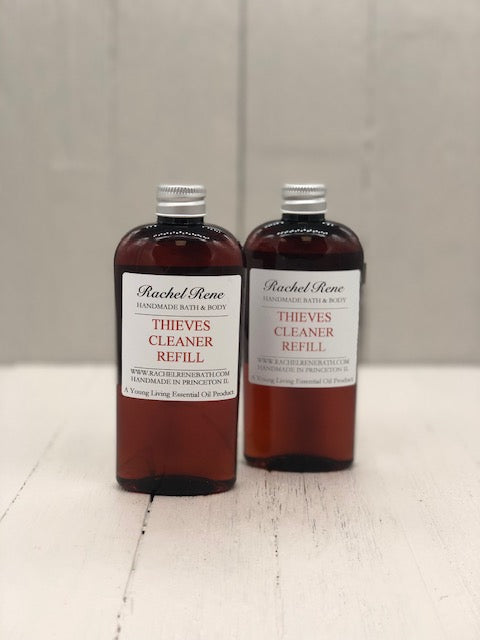 Rachel Rene
HANDMADE BATH & BODY
THIEVES
CLEANER
REFILL
WWW.RACHELRENEBATH.COM
HANDMADE IN PRINCETON IL
A Young Living Essential Oil Product
Rachel Rene
HANDMADE BATH & BODY
THIEVES
CLEANER
REFILL
WWW.RACHELRENEBATH.COM
HANDMADE IN PRINCETON IL
A Young Living Essential Oil Product